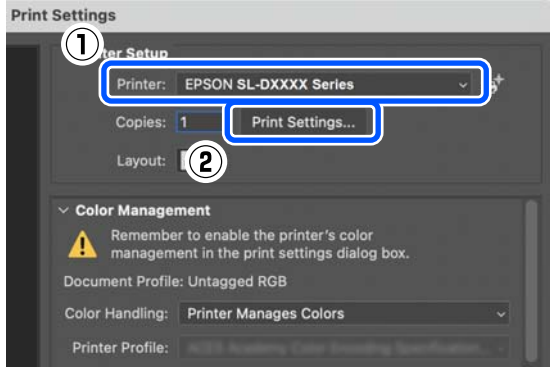 Print Settings
①
ter Setup
Printer: EPSON SL-DXXXX Series
Copies: 1 Print Settings...
Layout:
②
Color Management
Remember to enable the printer's color
management in the print settings dialog box.
Document Profile: Untagged RGB
Color Handling: Printer Manages Colors
Printer Profile: